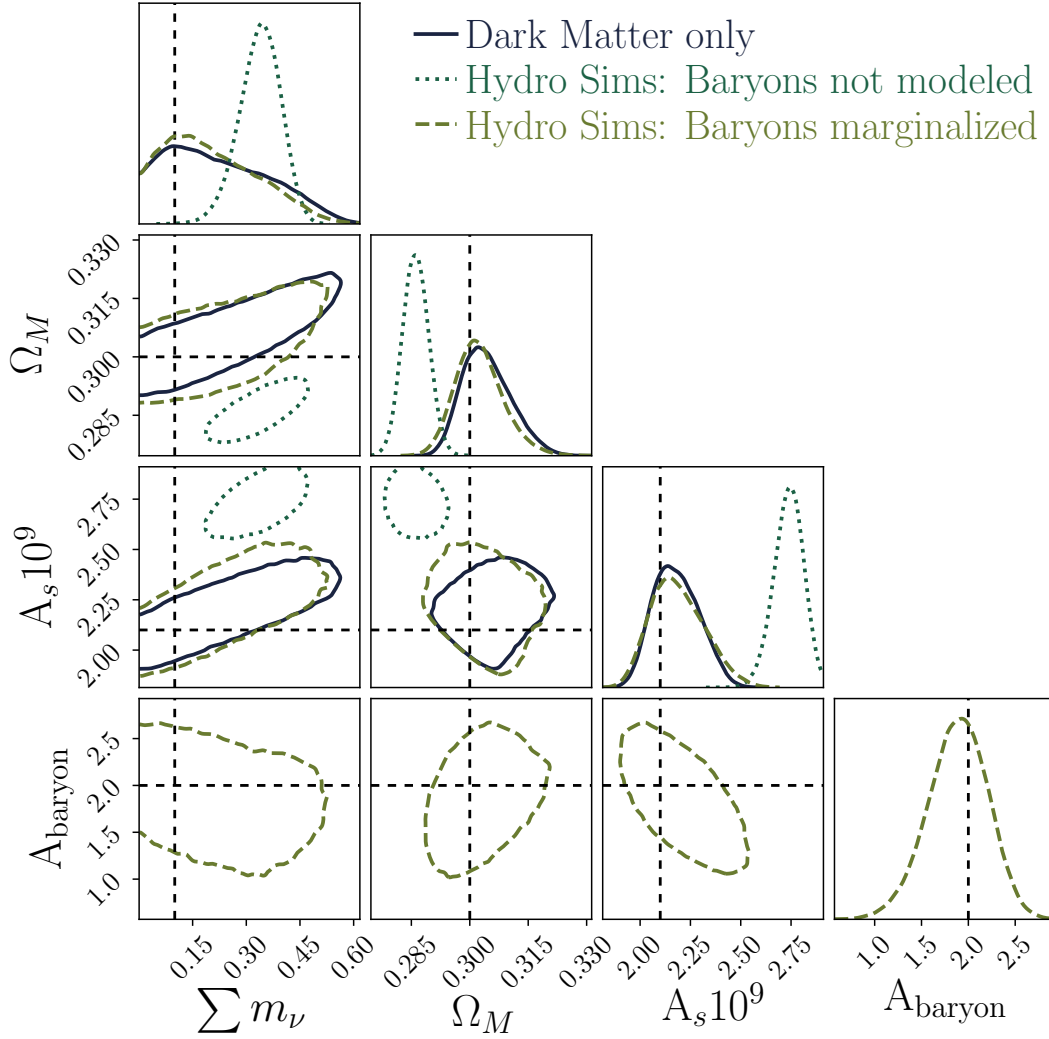 Dark Matter only
Hydro Sims: Baryons not modeled
Hydro Sims: Baryons marginalized
0.330
0.315
0.300
0.285
Ω_M
2.75
2.50
2.25
2.00
A_s10^9
2.5
2.0
1.5
1.0
A_baryon
0.15 0.30 0.45 0.60
0.285 0.300 0.315 0.330
2.00 2.25 2.50 2.75
1.0 1.5 2.0 2.5
∑ m_ν
Ω_M
A_s10^9
A_baryon